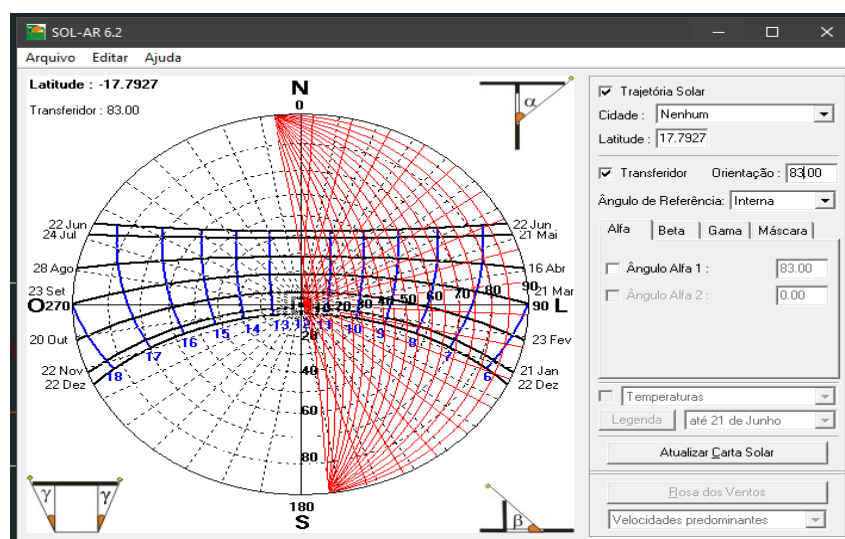 SOL-AR 6.2
Arquivo Editar Ajuda
Latitude : -17.7927
Transferidor : 83.00
N
0
α
22 Jun
24 Jul
28 Ago
23 Set
O 270
20 Out
22 Nov
22 Dez
22 Jun
21 Mai
16 Abr
21 Mar
90 L
23 Fev
21 Jan
22 Dez
10 20 30 40 50 60 70 80 90
18 17 16 15 14 13 12 11 10 9 8 7 6
20
40
60
80
180
S
γ γ
β
Trajetória Solar
Cidade : Nenhum
Latitude : 17.7927
Transferidor Orientação : 83.00
Ângulo de Referência: Interna
Alfa Beta Gama Máscara
Ângulo Alfa 1 : 83.00
Ângulo Alfa 2 : 0.00
Temperaturas
Legenda até 21 de Junho
Atualizar Carta Solar
Rosa dos Ventos
Velocidades predominantes